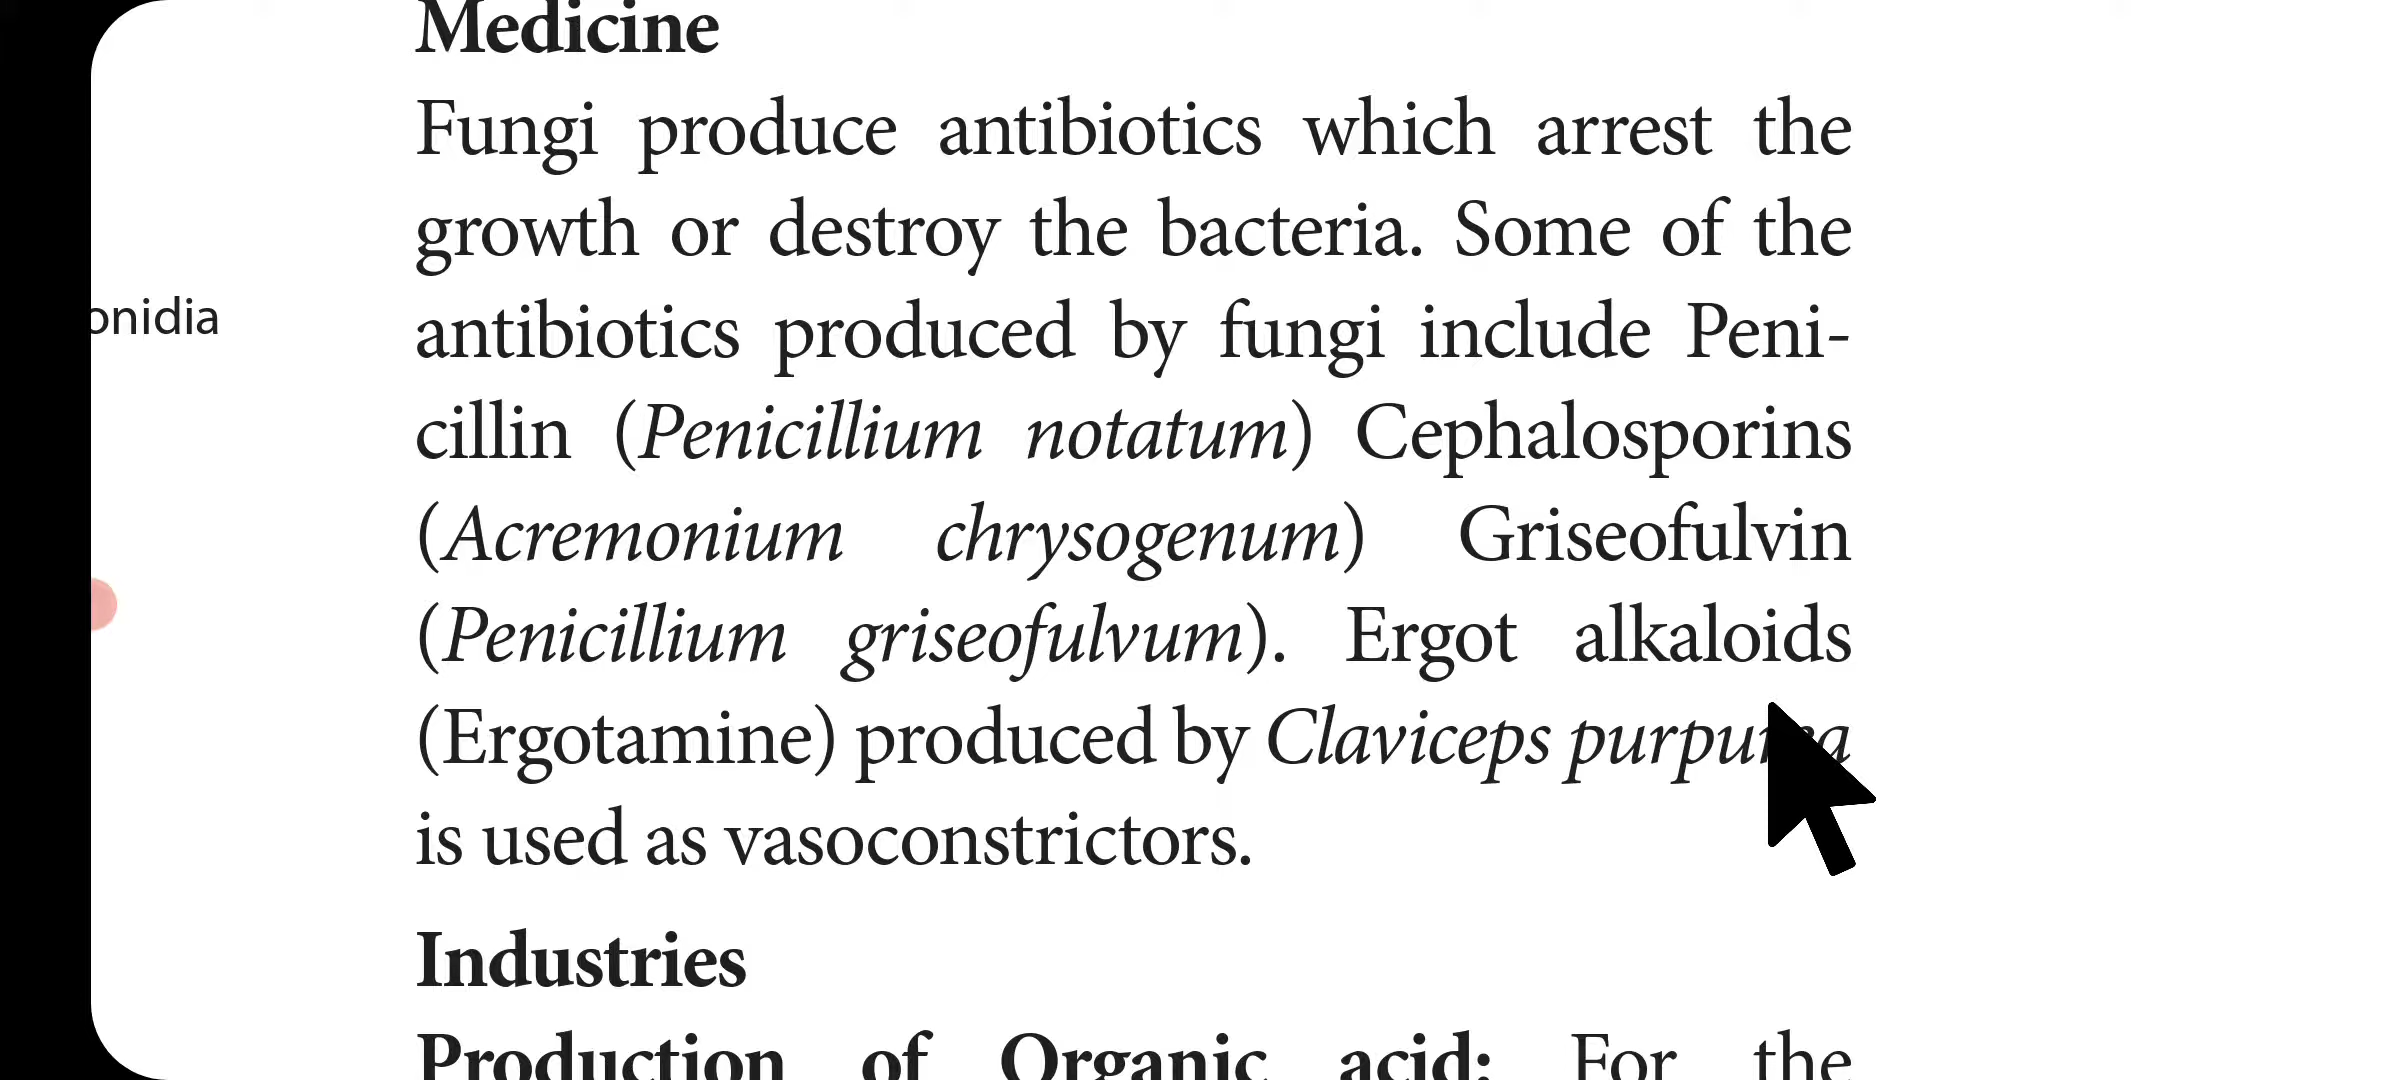 Medicine
Fungi produce antibiotics which arrest the
growth or destroy the bacteria. Some of the
onidia
antibiotics produced by fungi include Peni-
cillin (Penicillium notatum) Cephalosporins
(Acremonium chrysogenum) Griseofulvin
(Penicillium griseofulvum). Ergot alkaloids
(Ergotamine) produced by Claviceps purpurea
is used as vasoconstrictors.
Industries
Production of Organic acid: For the